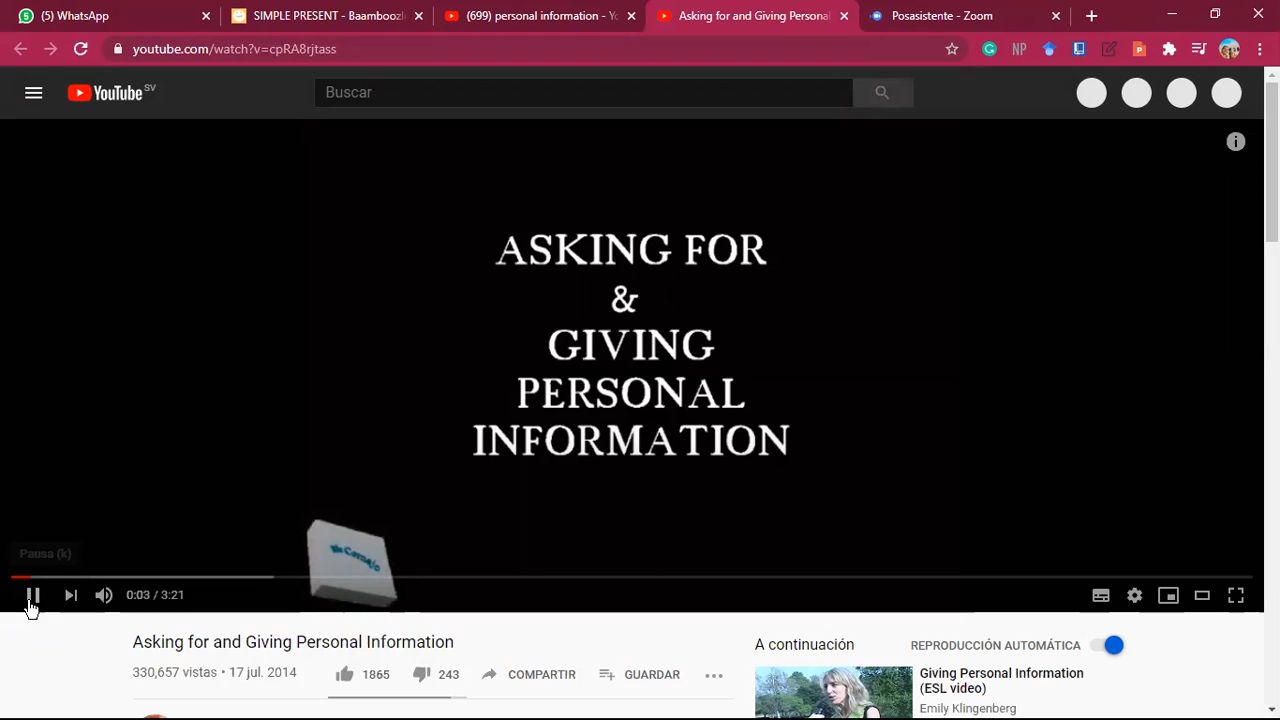 (5) WhatsApp
SIMPLE PRESENT - Baambooz
(699) personal information - Yo
Asking for and Giving Personal
Posasistente - Zoom
youtube.com/watch?v=cpRA8rjtass
NP
YouTube SV
Buscar
ASKING FOR
&
GIVING
PERSONAL
INFORMATION
Pausa (k)
0:03 / 3:21
Asking for and Giving Personal Information
330,657 vistas • 17 jul. 2014
1865
243
COMPARTIR
GUARDAR
A continuación
REPRODUCCIÓN AUTOMÁTICA
Giving Personal Information
(ESL video)
Emily Klingenberg